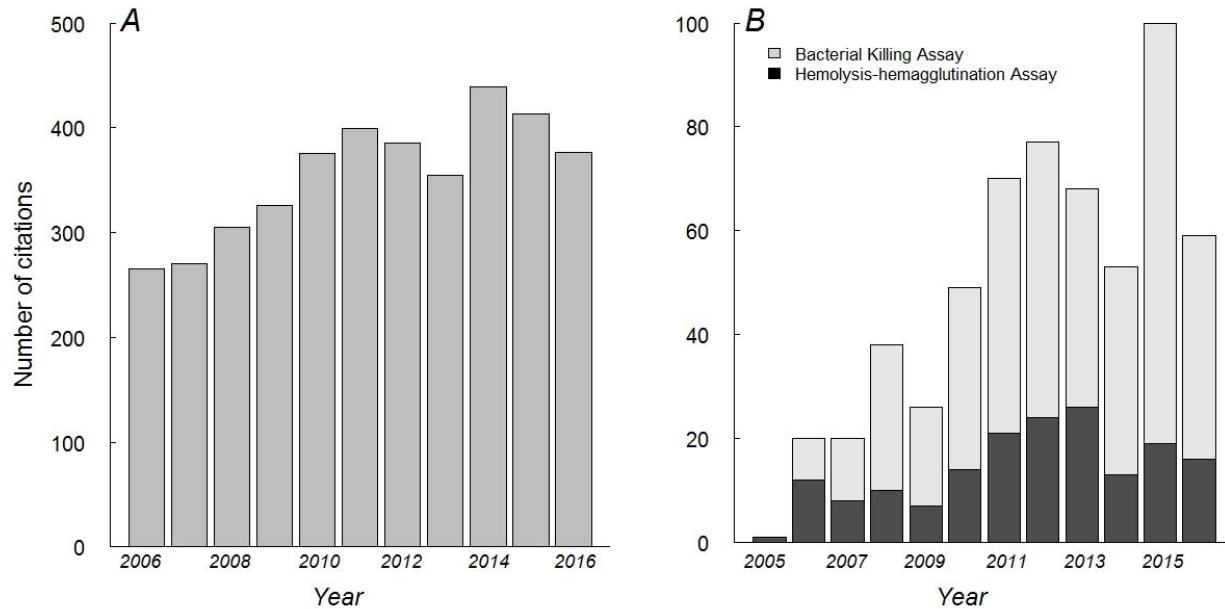 A
500
400
300
200
100
0
Number of citations
2006 2008 2010 2012 2014 2016
Year
B
Bacterial Killing Assay
Hemolysis-hemagglutination Assay
100
80
60
40
20
0
2005 2007 2009 2011 2013 2015
Year